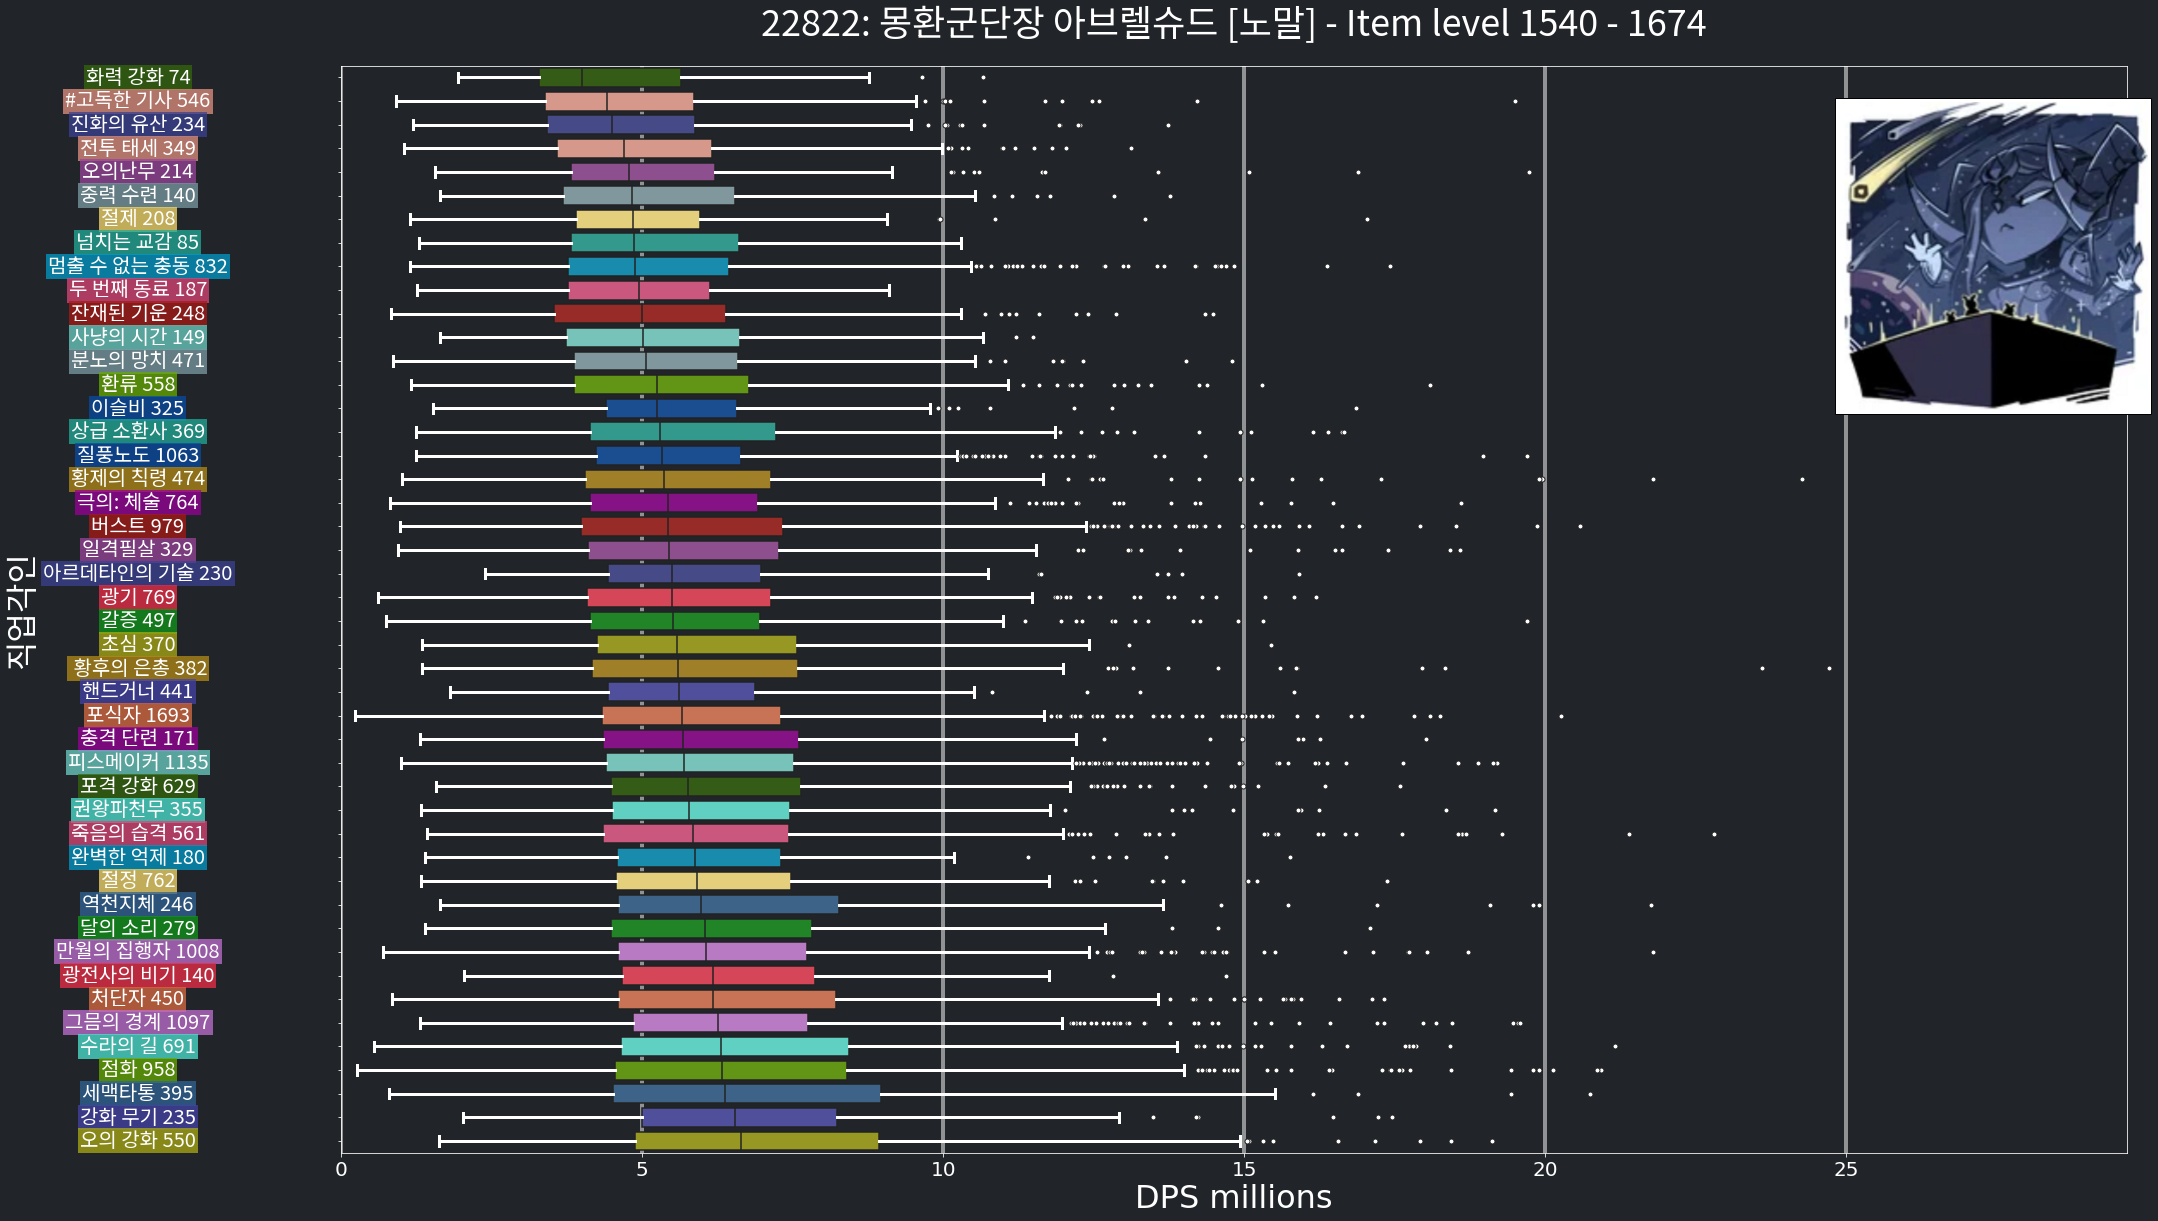 22822: 몽환군단장 아브렐슈드 [노말] - Item level 1540 - 1674
직업각인
화력 강화 74
#고독한 기사 546
진화의 유산 234
전투 태세 349
오의난무 214
중력 수련 140
절제 208
넘치는 교감 85
멈출 수 없는 충동 832
두 번째 동료 187
잔재된 기운 248
사냥의 시간 149
분노의 망치 471
환류 558
이슬비 325
상급 소환사 369
질풍노도 1063
황제의 칙령 474
극의: 체술 764
버스트 979
일격필살 329
아르데타인의 기술 230
광기 769
갈증 497
초심 370
황후의 은총 382
핸드거너 441
포식자 1693
충격 단련 171
피스메이커 1135
포격 강화 629
권왕파천무 355
죽음의 습격 561
완벽한 억제 180
절정 762
역천지체 246
달의 소리 279
만월의 집행자 1008
광전사의 비기 140
처단자 450
그믐의 경계 1097
수라의 길 691
점화 958
세맥타통 395
강화 무기 235
오의 강화 550
0 5 10 15 20 25
DPS millions